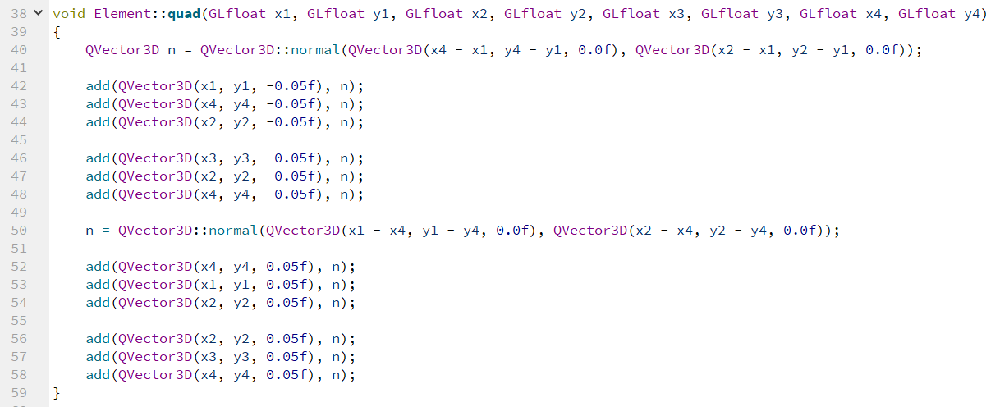 38 void Element::quad(GLfloat x1, GLfloat y1, GLfloat x2, GLfloat y2, GLfloat x3, GLfloat y3, GLfloat x4, GLfloat y4)
39 {
40     QVector3D n = QVector3D::normal(QVector3D(x4 - x1, y4 - y1, 0.0f), QVector3D(x2 - x1, y2 - y1, 0.0f));
41
42     add(QVector3D(x1, y1, -0.05f), n);
43     add(QVector3D(x4, y4, -0.05f), n);
44     add(QVector3D(x2, y2, -0.05f), n);
45
46     add(QVector3D(x3, y3, -0.05f), n);
47     add(QVector3D(x2, y2, -0.05f), n);
48     add(QVector3D(x4, y4, -0.05f), n);
49
50     n = QVector3D::normal(QVector3D(x1 - x4, y1 - y4, 0.0f), QVector3D(x2 - x4, y2 - y4, 0.0f));
51
52     add(QVector3D(x4, y4, 0.05f), n);
53     add(QVector3D(x1, y1, 0.05f), n);
54     add(QVector3D(x2, y2, 0.05f), n);
55
56     add(QVector3D(x2, y2, 0.05f), n);
57     add(QVector3D(x3, y3, 0.05f), n);
58     add(QVector3D(x4, y4, 0.05f), n);
59 }